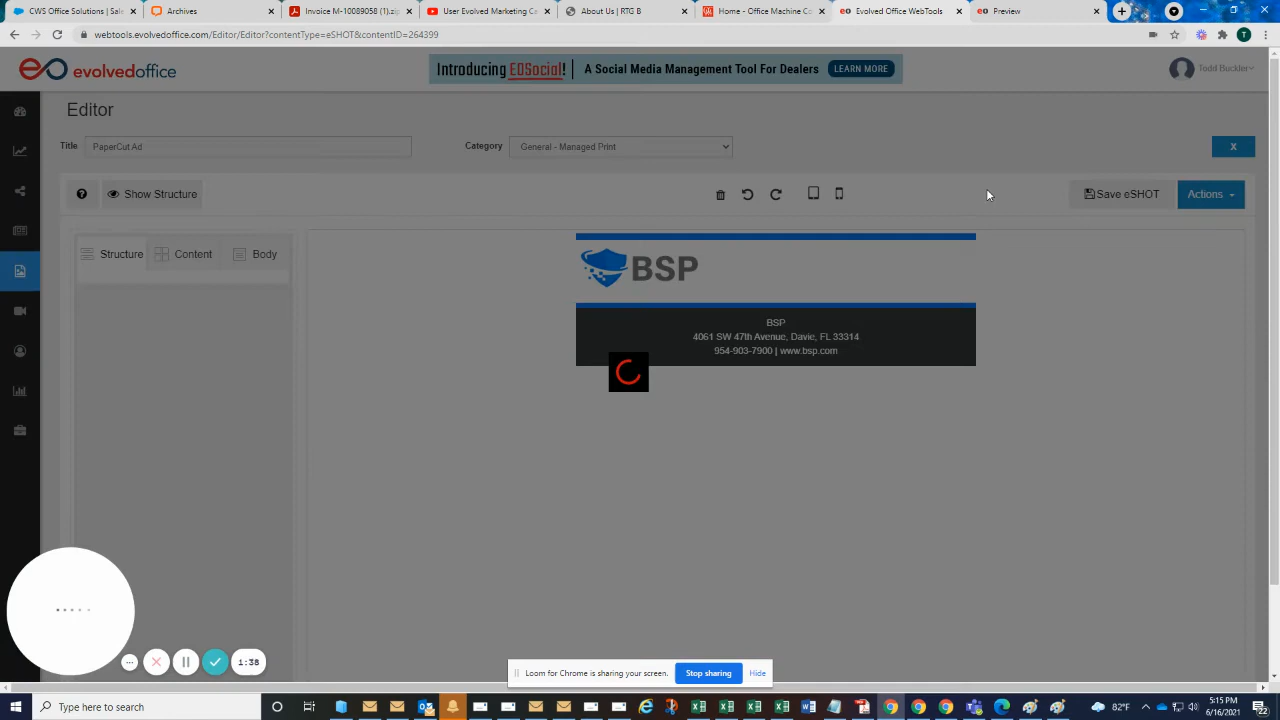 CWS Office Solutions | Sale
Archives
Invoice M-10089058 (1).zip
User Evolved Marketing Ca
About Us | RTG B
Home - Office Machine Co
Evolved Office WebTools
Preview
webtools.evolvedoffice.com/Editor/Editor?contentType=eSHOT&contentID=264399
T
evolvedoffice
Introducing EOSocial! A Social Media Management Tool For Dealers LEARN MORE
Todd Buckler
Editor
Title PaperCut Ad Category General - Managed Print X
? Show Structure Save eSHOT Actions
Structure Content Body
BSP
BSP
4061 SW 47th Avenue, Davie, FL 33314
954-903-7900 | www.bsp.com
1:38
Loom for Chrome is sharing your screen. Stop sharing Hide
Type here to search
82°F
5:15 PM
6/16/2021
22